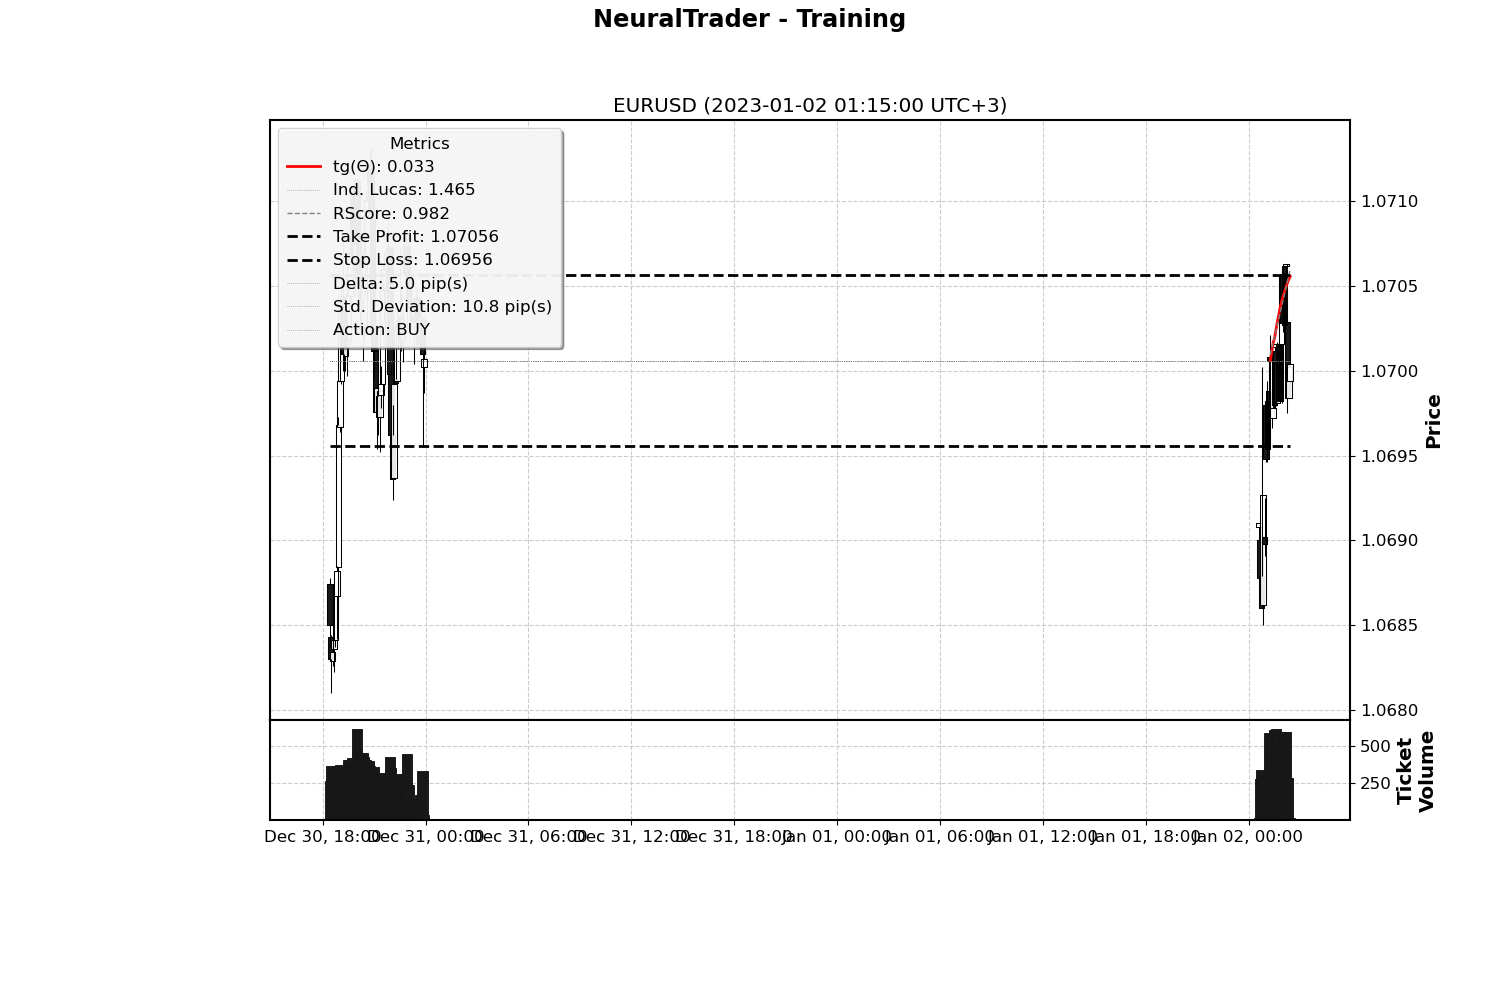 NeuralTrader - Training
EURUSD (2023-01-02 01:15:00 UTC+3)
Metrics
tg(Θ): 0.033
Ind. Lucas: 1.465
RScore: 0.982
Take Profit: 1.07056
Stop Loss: 1.06956
Delta: 5.0 pip(s)
Std. Deviation: 10.8 pip(s)
Action: BUY
1.0710
1.0705
1.0700
1.0695
1.0690
1.0685
1.0680
Price
500
250
Ticket
Volume
Dec 30, 18:00
Dec 31, 00:00
Dec 31, 06:00
Dec 31, 12:00
Dec 31, 18:00
Jan 01, 00:00
Jan 01, 06:00
Jan 01, 12:00
Jan 01, 18:00
Jan 02, 00:00